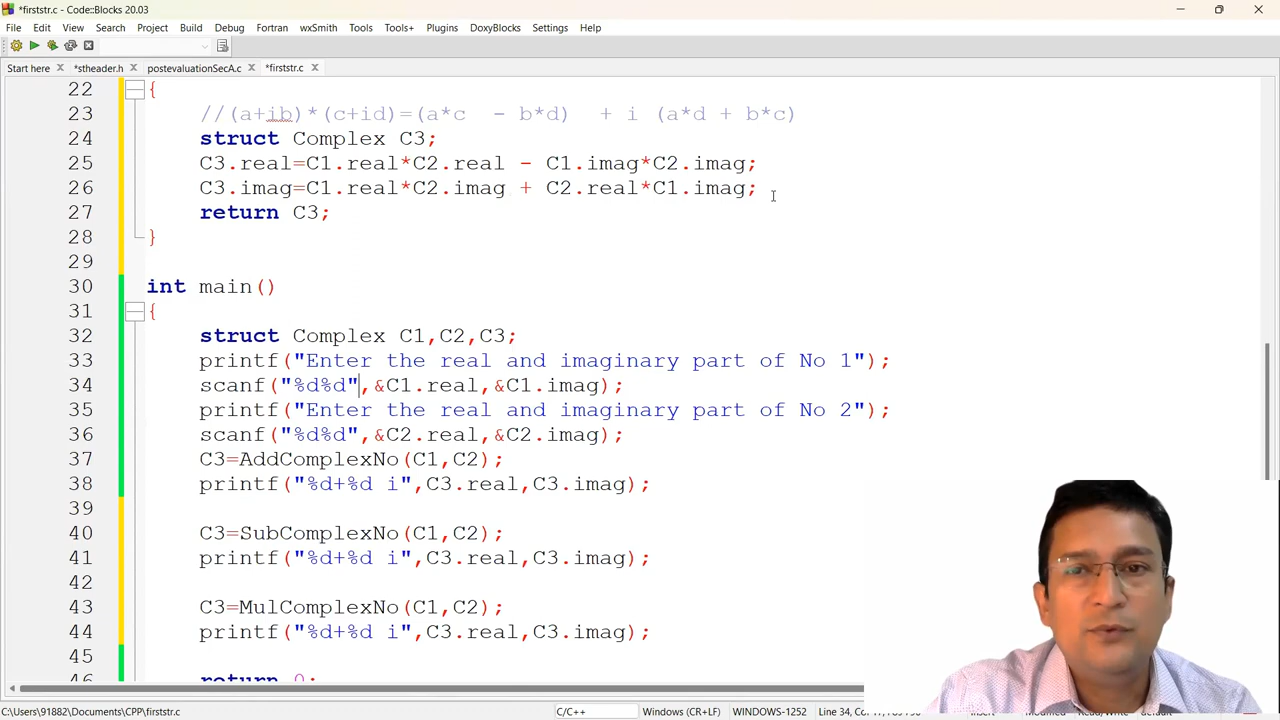 *firststr.c - Code::Blocks 20.03
File Edit View Search Project Build Debug Fortran wxSmith Tools Tools+ Plugins DoxyBlocks Settings Help
Start here *stheader.h postevaluationSecA.c *firststr.c
22 {
23 //(a+ib)*(c+id)=(a*c - b*d) + i (a*d + b*c)
24 struct Complex C3;
25 C3.real=C1.real*C2.real - C1.imag*C2.imag;
26 C3.imag=C1.real*C2.imag + C2.real*C1.imag;
27 return C3;
28 }
29
30 int main()
31 {
32 struct Complex C1,C2,C3;
33 printf("Enter the real and imaginary part of No 1");
34 scanf("%d%d",&C1.real,&C1.imag);
35 printf("Enter the real and imaginary part of No 2");
36 scanf("%d%d",&C2.real,&C2.imag);
37 C3=AddComplexNo(C1,C2);
38 printf("%d+%d i",C3.real,C3.imag);
39
40 C3=SubComplexNo(C1,C2);
41 printf("%d+%d i",C3.real,C3.imag);
42
43 C3=MulComplexNo(C1,C2);
44 printf("%d+%d i",C3.real,C3.imag);
45
46 return 0;
C:\Users\91882\Documents\CPP\firststr.c C/C++ Windows (CR+LF) WINDOWS-1252